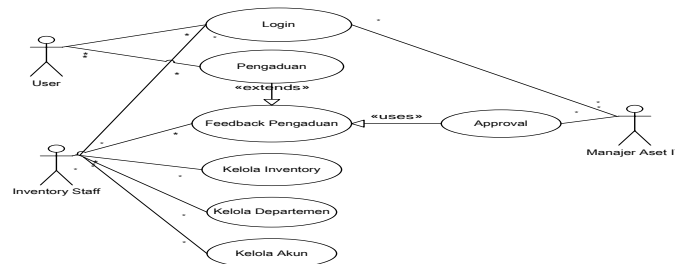 Login
Pengaduan
«extends»
User
Feedback Pengaduan
«uses»
Approval
Manajer Aset I
Kelola Inventory
Inventory Staff
Kelola Departemen
Kelola Akun